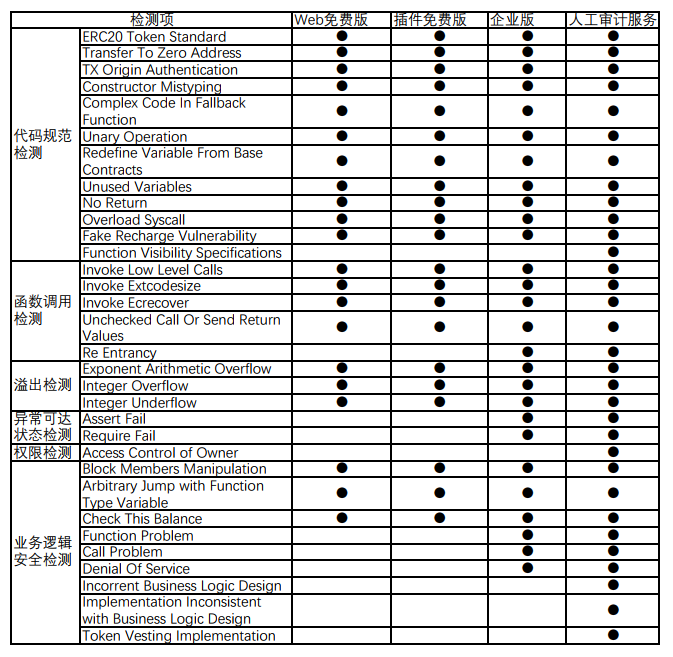 检测项 Web免费版 插件免费版 企业版 人工审计服务
代码规范
检测
ERC20 Token Standard ● ● ● ●
Transfer To Zero Address ● ● ● ●
TX Origin Authentication ● ● ● ●
Constructor Mistyping ● ● ● ●
Complex Code In Fallback
Function ● ● ● ●
Unary Operation ● ● ● ●
Redefine Variable From Base
Contracts ● ● ● ●
Unused Variables ● ● ● ●
No Return ● ● ● ●
Overload Syscall ● ● ● ●
Fake Recharge Vulnerability ● ● ● ●
Function Visibility Specifications ●
函数调用
检测
Invoke Low Level Calls ● ● ● ●
Invoke Extcodesize ● ● ● ●
Invoke Ecrecover ● ● ● ●
Unchecked Call Or Send Return
Values ● ● ● ●
Re Entrancy ● ●
溢出检测
Exponent Arithmetic Overflow ● ● ● ●
Integer Overflow ● ● ● ●
Integer Underflow ● ● ● ●
异常可达
状态检测
Assert Fail ● ●
Require Fail ● ●
权限检测 Access Control of Owner ●
业务逻辑
安全检测
Block Members Manipulation ● ● ● ●
Arbitrary Jump with Function
Type Variable ● ● ● ●
Check This Balance ● ● ● ●
Function Problem ● ●
Call Problem ● ●
Denial Of Service ● ●
Incorrent Business Logic Design ●
Implementation Inconsistent
with Business Logic Design ●
Token Vesting Implementation ●